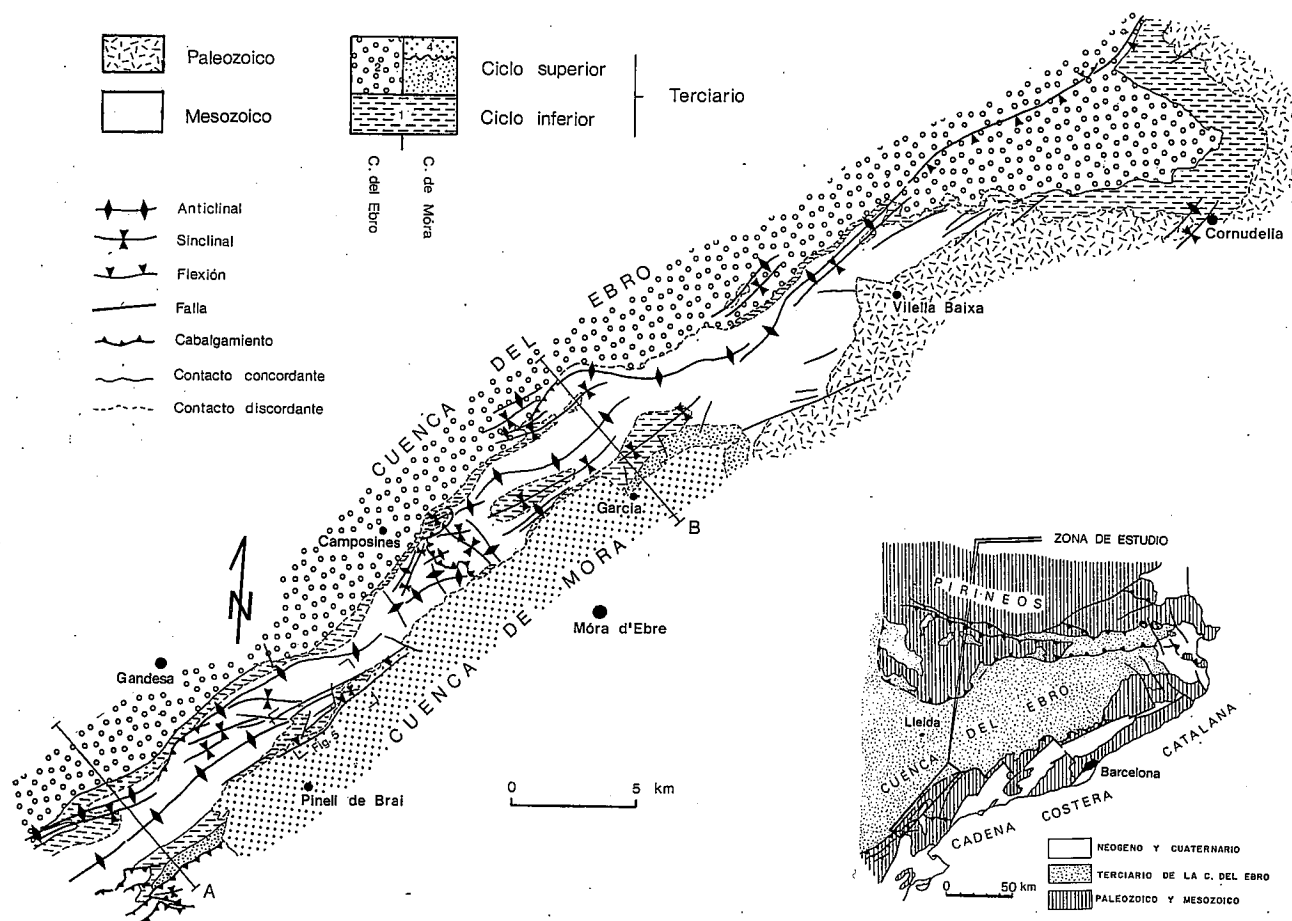 Paleozoico
Mesozoico
2
4
3
1
Ciclo superior
Ciclo inferior
Terciario
C. del Ebro
C. de Móra
Anticlinal
Sinclinal
Flexión
Falla
Cabalgamiento
Contacto concordante
Contacto discordante
CUENCA DEL EBRO
Cornudella
Vilella Baixa
García
B
Camposines
Móra d'Ebre
CUENCA DE MÓRA
N
Gandesa
Fig. 5
Pinell de Brai
A
0 5 km
ZONA DE ESTUDIO
PIRINEOS
Lleida
CUENCA DEL EBRO
Barcelona
CADENA COSTERA CATALANA
0 50 km
NEOGENO Y CUATERNARIO
TERCIARIO DE LA C. DEL EBRO
PALEOZOICO Y MESOZOICO